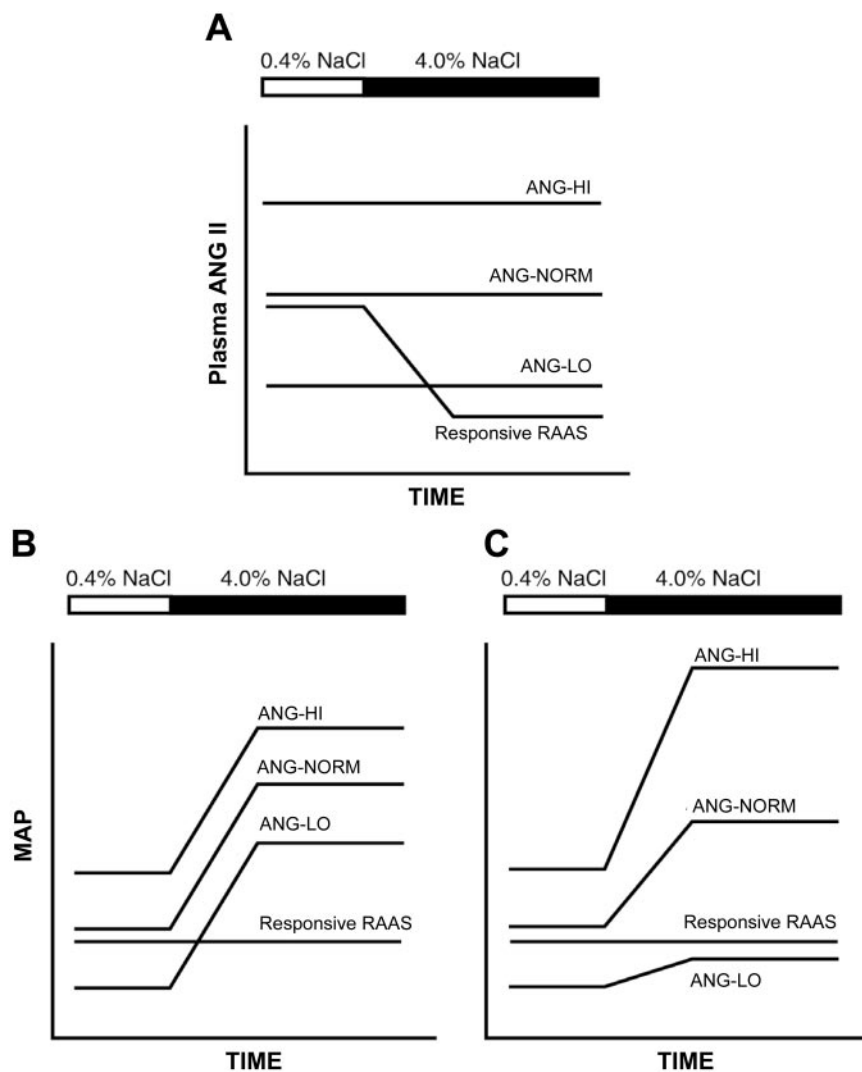 A
0.4% NaCl 4.0% NaCl
Plasma ANG II
ANG-HI
ANG-NORM
ANG-LO
Responsive RAAS
TIME
B
0.4% NaCl 4.0% NaCl
MAP
ANG-HI
ANG-NORM
ANG-LO
Responsive RAAS
TIME
C
0.4% NaCl 4.0% NaCl
ANG-HI
ANG-NORM
Responsive RAAS
ANG-LO
TIME